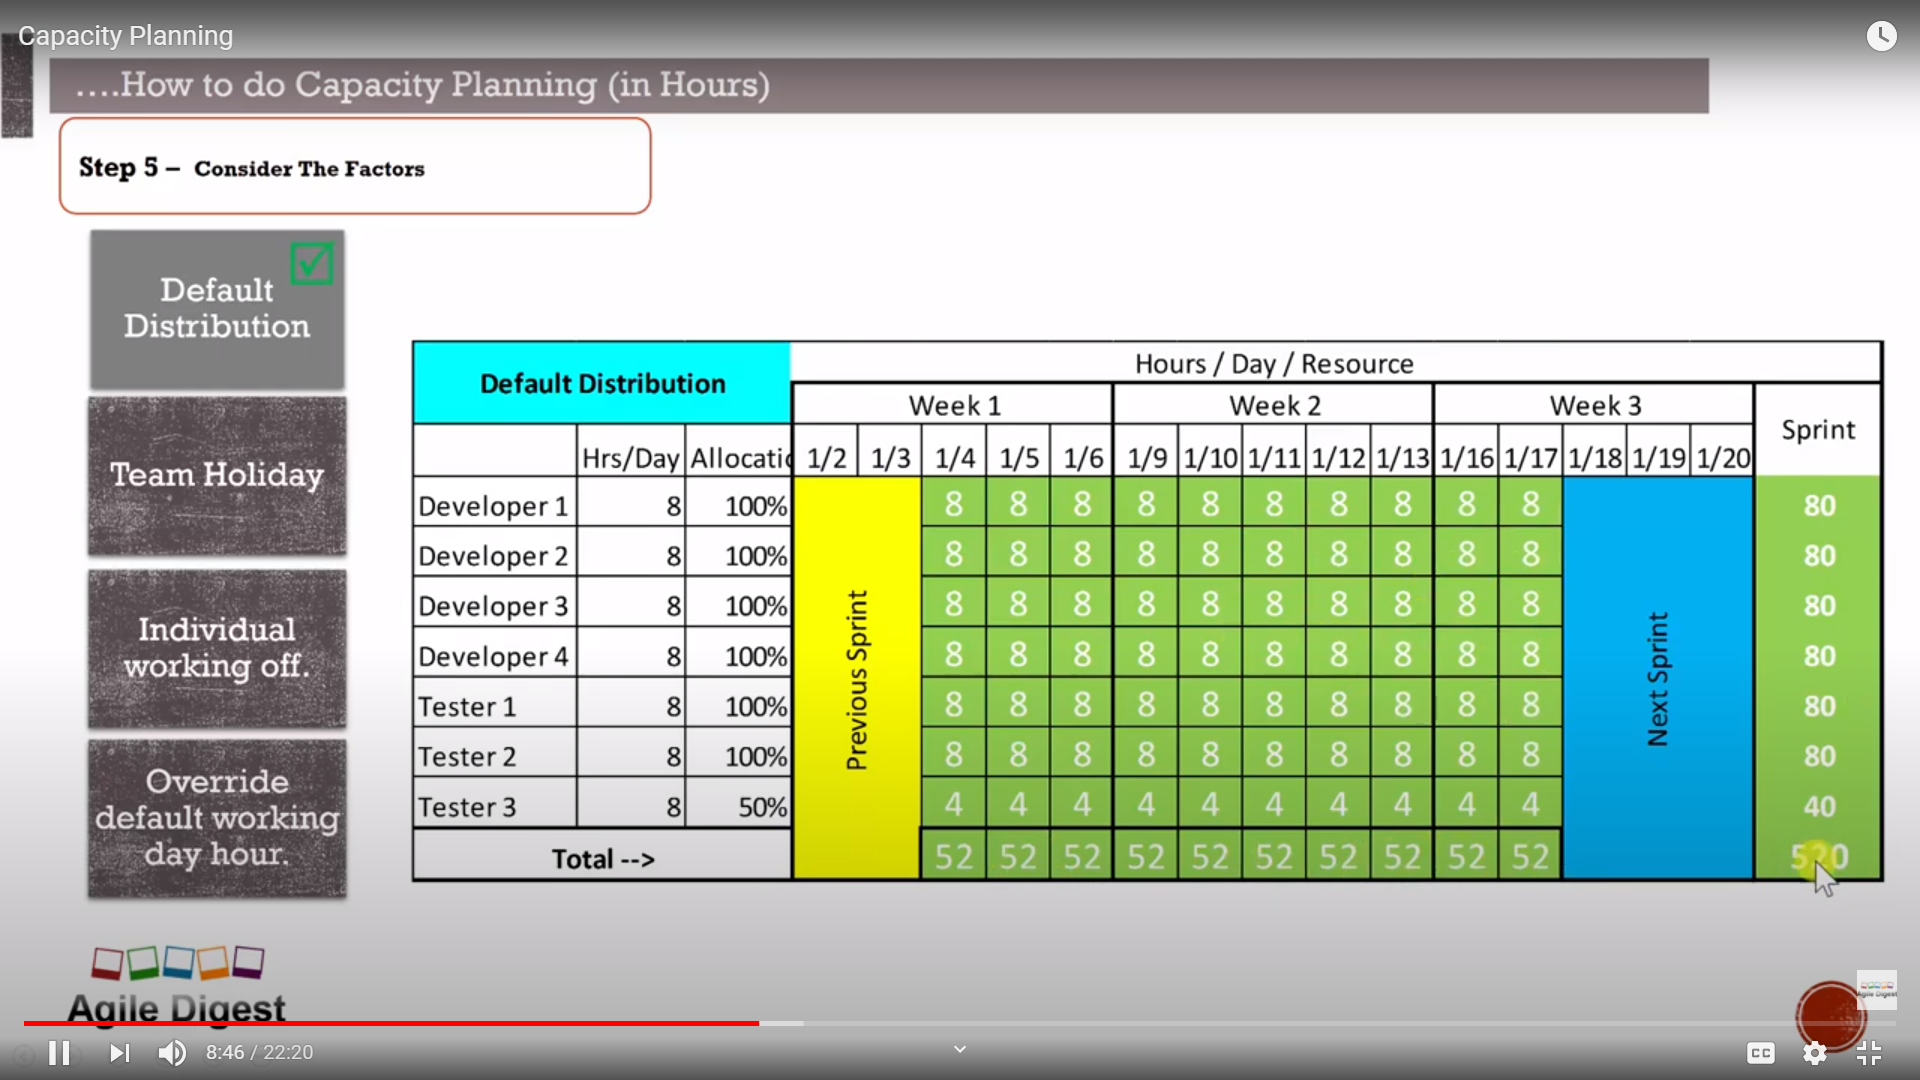 Capacity Planning
....How to do Capacity Planning (in Hours)
Step 5 – Consider The Factors
Default
Distribution
Team Holiday
Individual
working off.
Override
default working
day hour.
Default Distribution
Hours / Day / Resource
Week 1 Week 2 Week 3 Sprint
Hrs/Day Allocatio 1/2 1/3 1/4 1/5 1/6 1/9 1/10 1/11 1/12 1/13 1/16 1/17 1/18 1/19 1/20
Developer 1 8 100% 8 8 8 8 8 8 8 8 8 8 80
Developer 2 8 100% 8 8 8 8 8 8 8 8 8 8 80
Developer 3 8 100% 8 8 8 8 8 8 8 8 8 8 80
Developer 4 8 100% 8 8 8 8 8 8 8 8 8 8 80
Tester 1 8 100% 8 8 8 8 8 8 8 8 8 8 80
Tester 2 8 100% 8 8 8 8 8 8 8 8 8 8 80
Tester 3 8 50% 4 4 4 4 4 4 4 4 4 4 40
Total --> 52 52 52 52 52 52 52 52 52 52 520
Previous Sprint
Next Sprint
Agile Digest
Agile Digest
8:46 / 22:20
CC